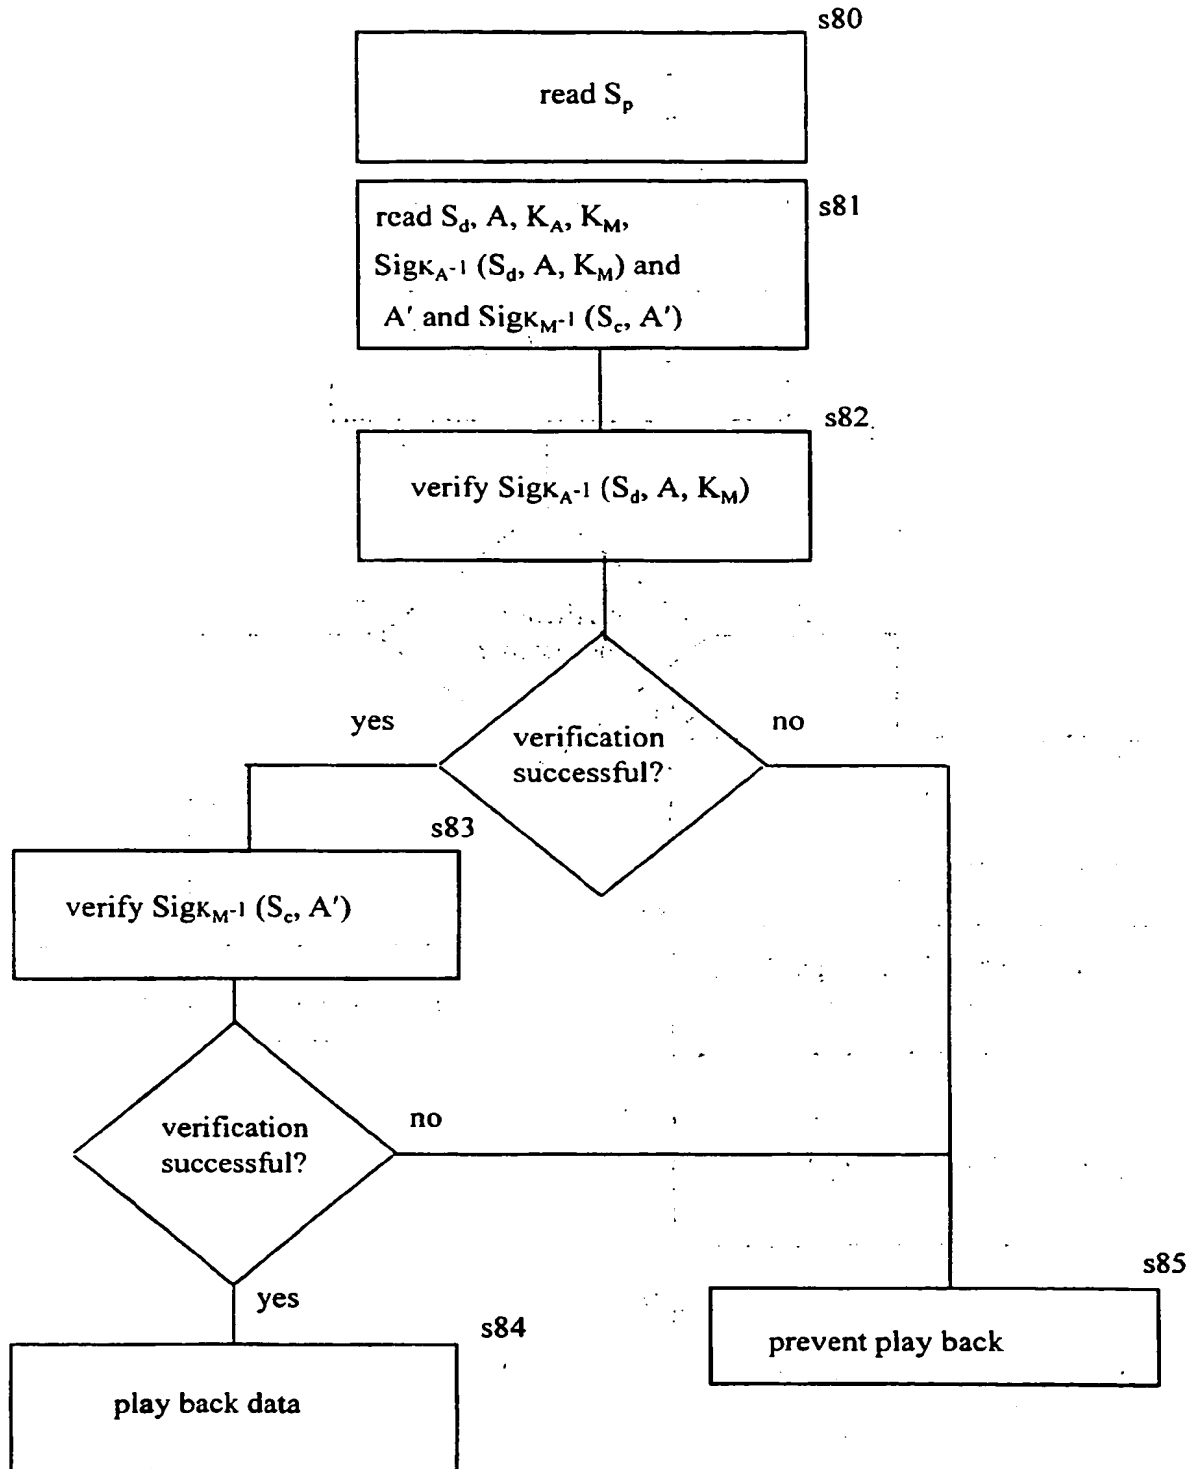 s80
read Sₚ
s81
read S_d, A, K_A, K_M,
Sig_K_A-1 (S_d, A, K_M) and
A′ and Sig_K_M-1 (S_c, A′)
s82
verify Sig_K_A-1 (S_d, A, K_M)
yes
no
verification
successful?
s83
verify Sig_K_M-1 (S_c, A′)
no
verification
successful?
yes
s85
prevent play back
s84
play back data